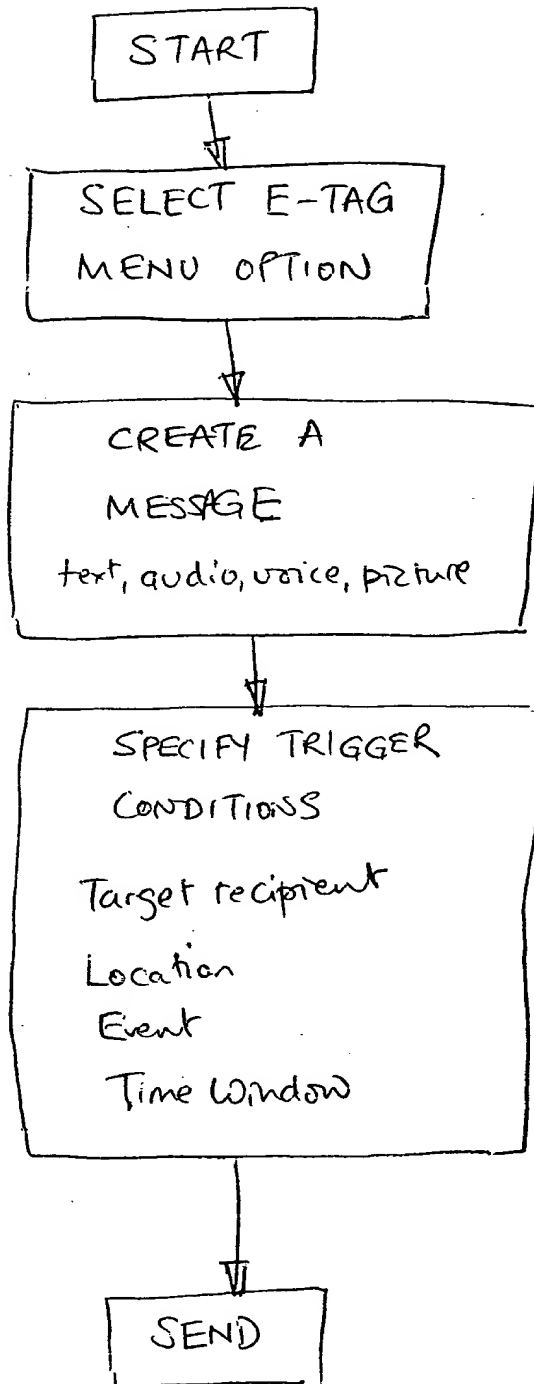 START
SELECT E-TAG
MENU OPTION
CREATE A
MESSAGE
text, audio, voice, picture
SPECIFY TRIGGER
CONDITIONS
Target recipient
Location
Event
Time Window
SEND